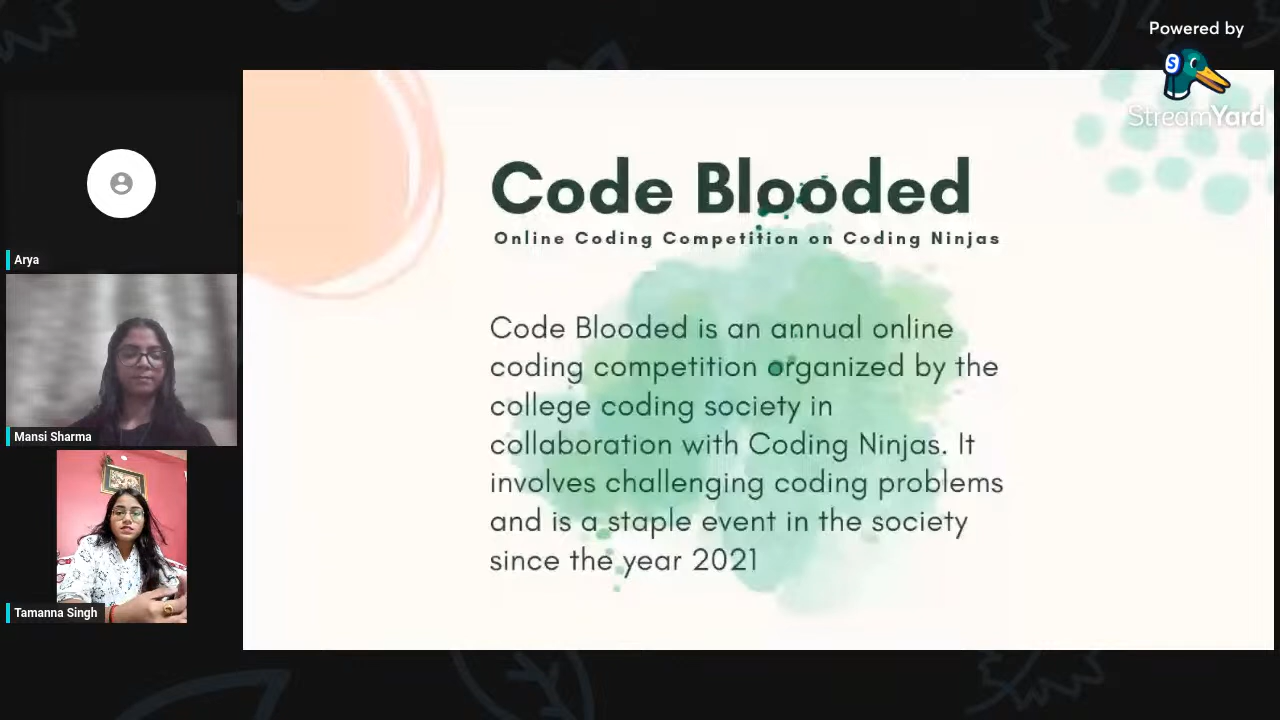 Powered by
StreamYard
Code Blooded
Online Coding Competition on Coding Ninjas
Code Blooded is an annual online
coding competition organized by the
college coding society in
collaboration with Coding Ninjas. It
involves challenging coding problems
and is a staple event in the society
since the year 2021
Arya
Mansi Sharma
Tamanna Singh